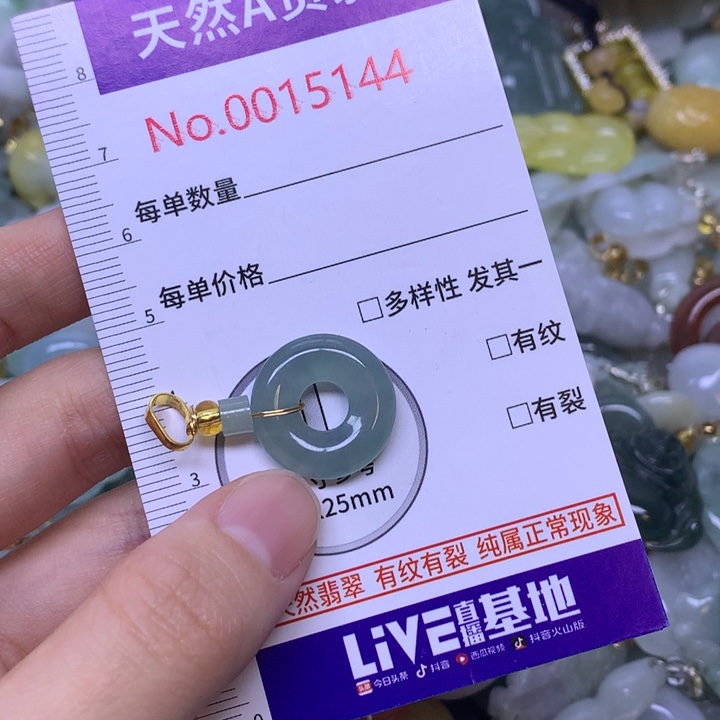 天然A货
No.0015144
每单数量
每单价格
□多样性 发其一
□有纹
□有裂
25mm
然翡翠 有纹有裂 纯属正常现象
LiVE直播基地
头条 今日头条 抖音 西瓜视频 抖音火山版
8
7
6
5
3